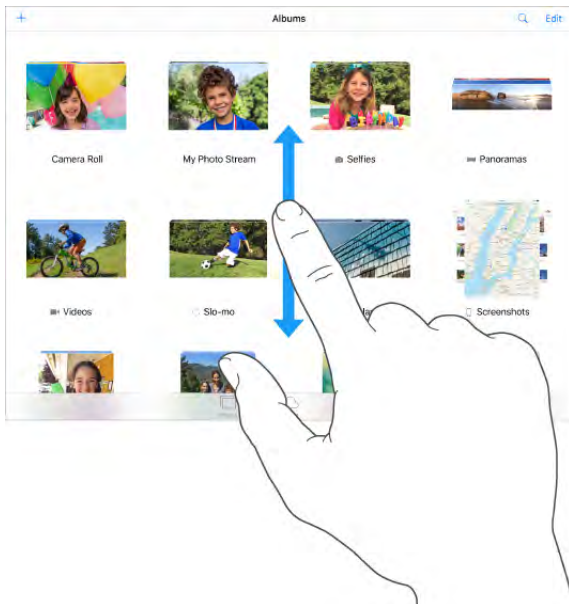 Albums
Edit
Camera Roll
My Photo Stream
Selfies
Panoramas
Videos
Slo-mo
Screenshots